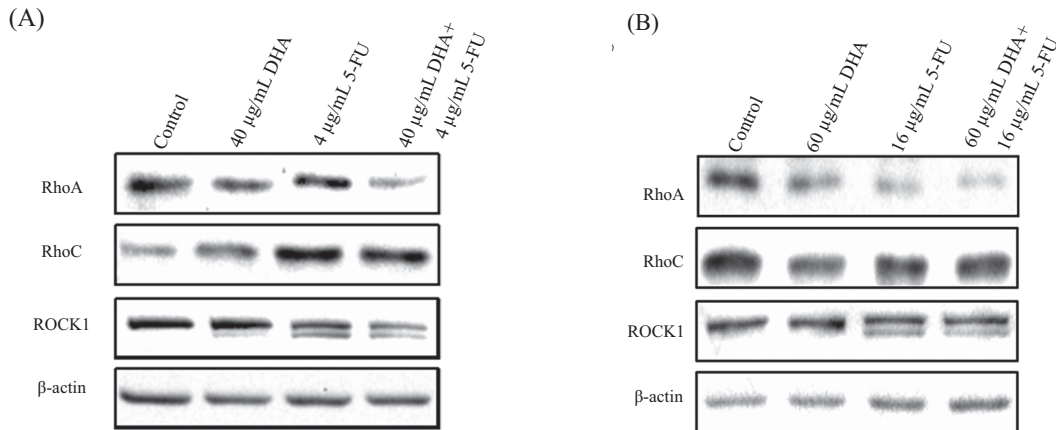 (A)
Control
40 µg/mL DHA
4 µg/mL 5-FU
40 µg/mL DHA+
4 µg/mL 5-FU
RhoA
RhoC
ROCK1
β-actin
(B)
Control
60 µg/mL DHA
16 µg/mL 5-FU
60 µg/mL DHA+
16 µg/mL 5-FU
RhoA
RhoC
ROCK1
β-actin